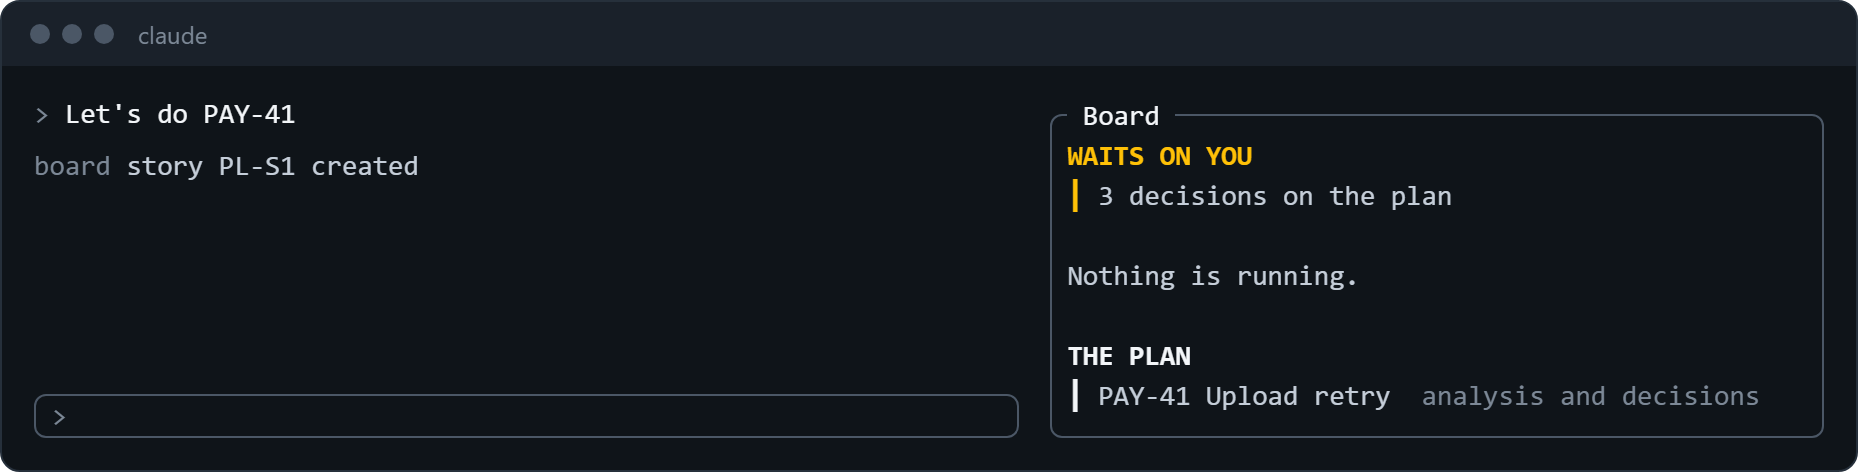 claude
> Let's do PAY-41
board story PL-S1 created
>
Board
WAITS ON YOU
3 decisions on the plan
Nothing is running.
THE PLAN
PAY-41 Upload retry analysis and decisions